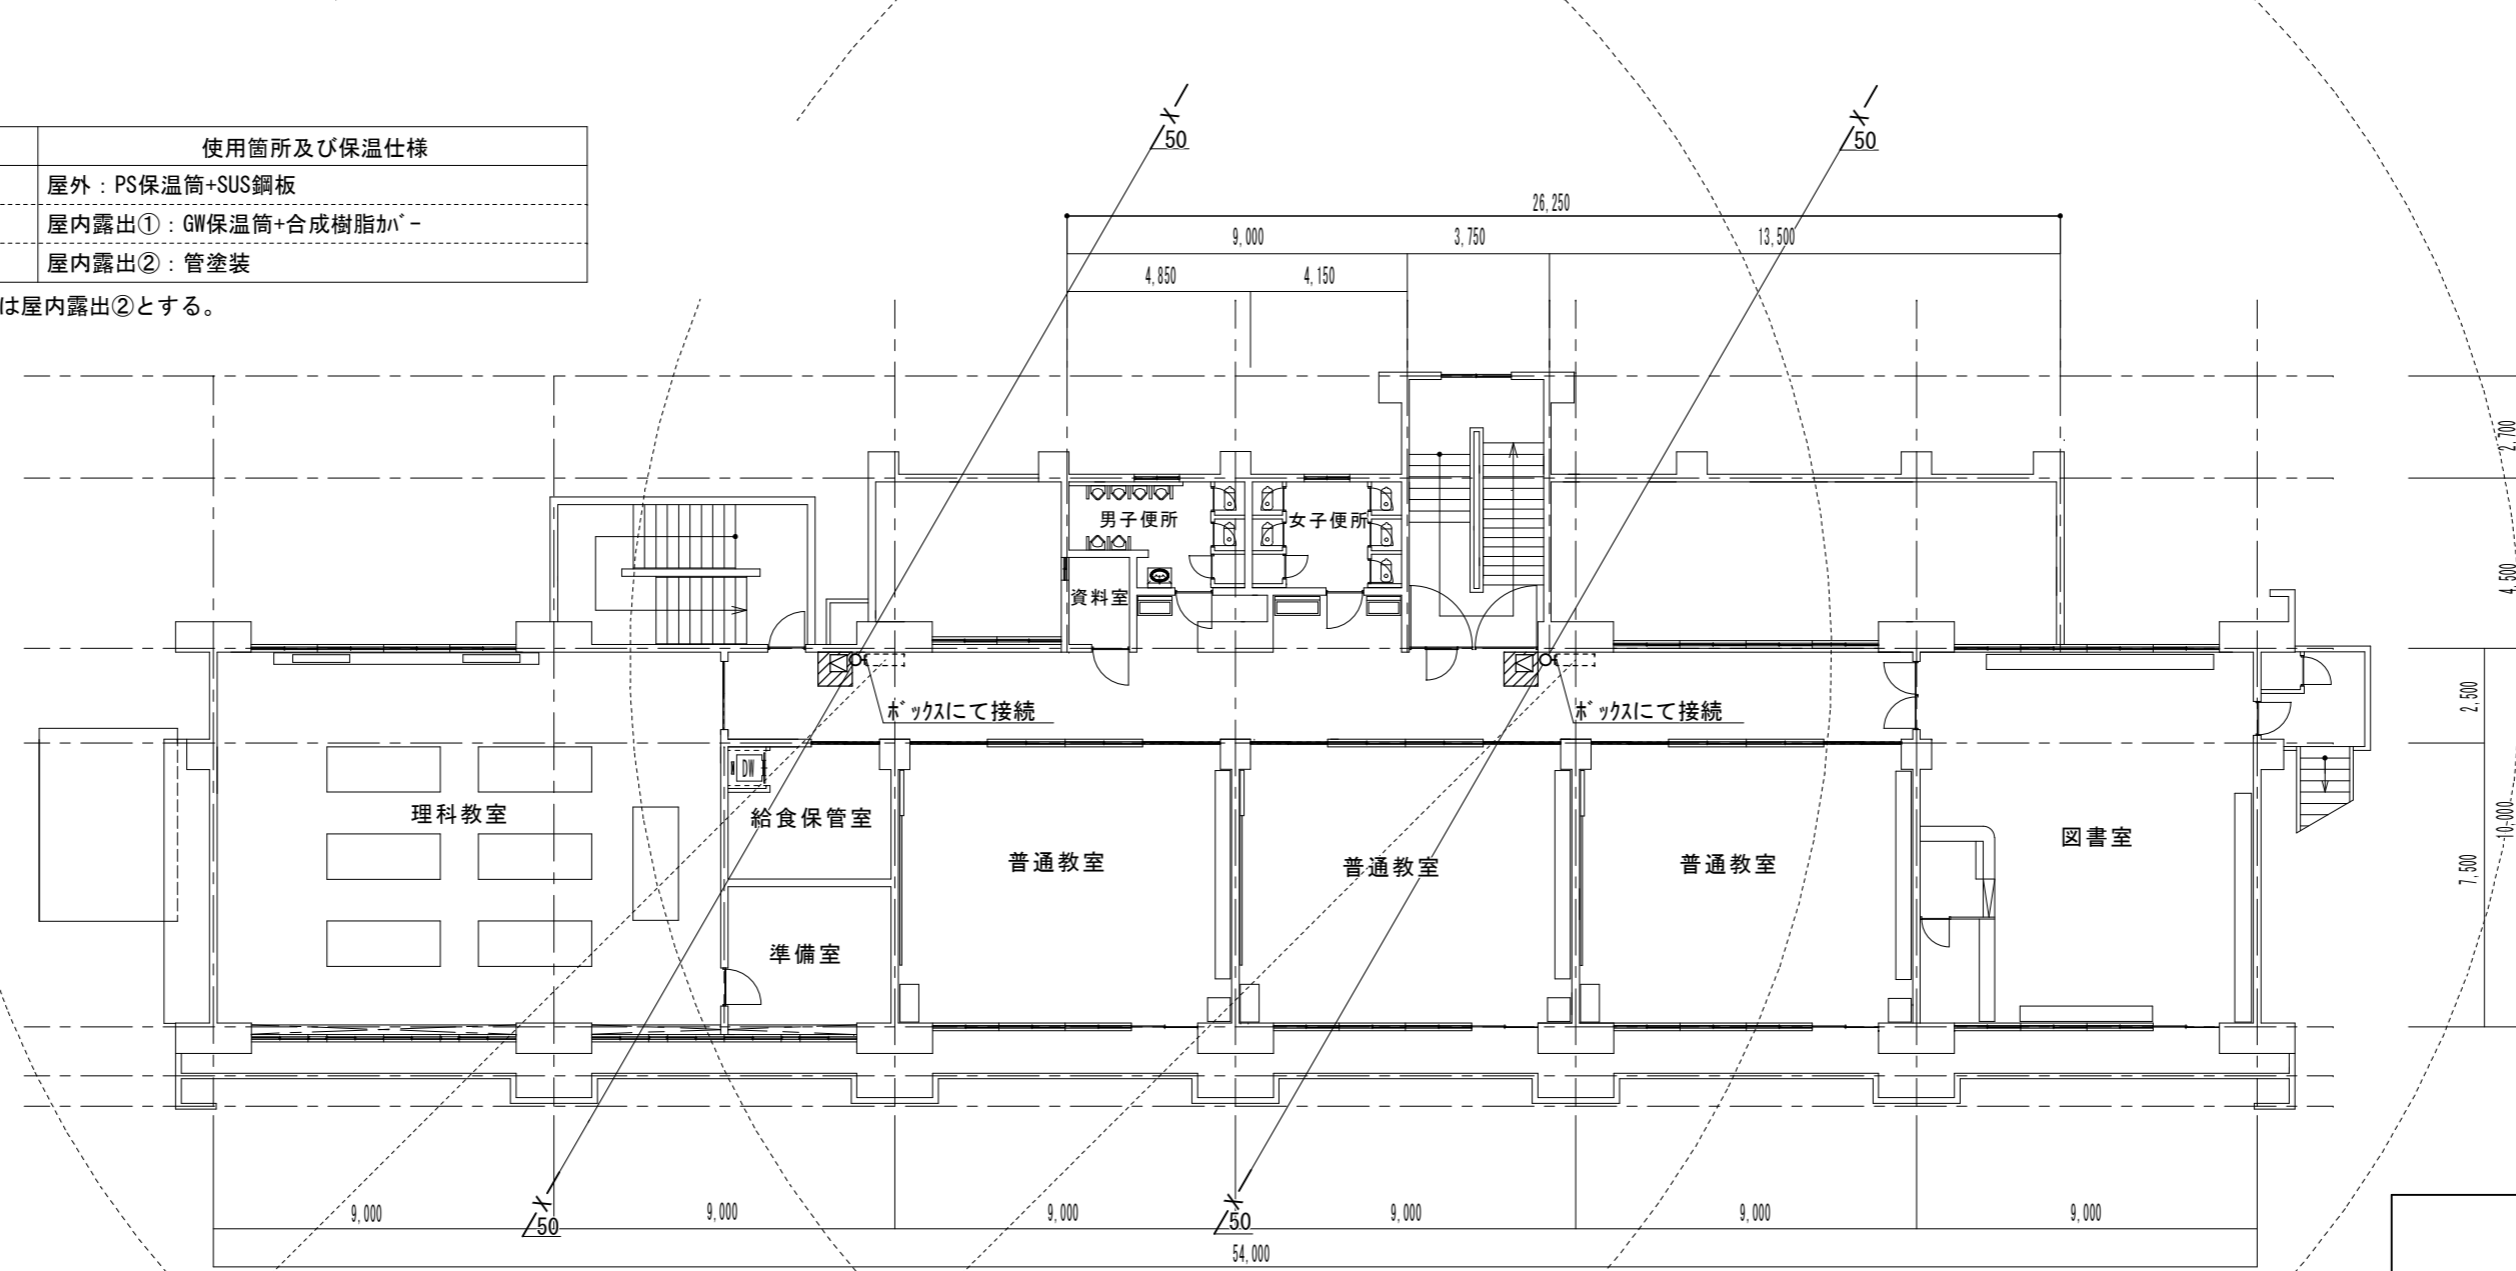 使用箇所及び保温仕様
屋外：PS保温筒+SUS鋼板
屋内露出①：GW保温筒+合成樹脂ｶﾊﾞｰ
屋内露出②：管塗装
は屋内露出②とする。
50
50
26,250
9,000
3,750
13,500
4,850
4,150
男子便所
女子便所
資料室
ﾎﾞｯｸｽにて接続
ﾎﾞｯｸｽにて接続
DW
理科教室
給食保管室
準備室
普通教室
普通教室
普通教室
図書室
2,700
4,500
2,500
7,500
10,000
50
50
9,000
9,000
9,000
9,000
9,000
9,000
54,000